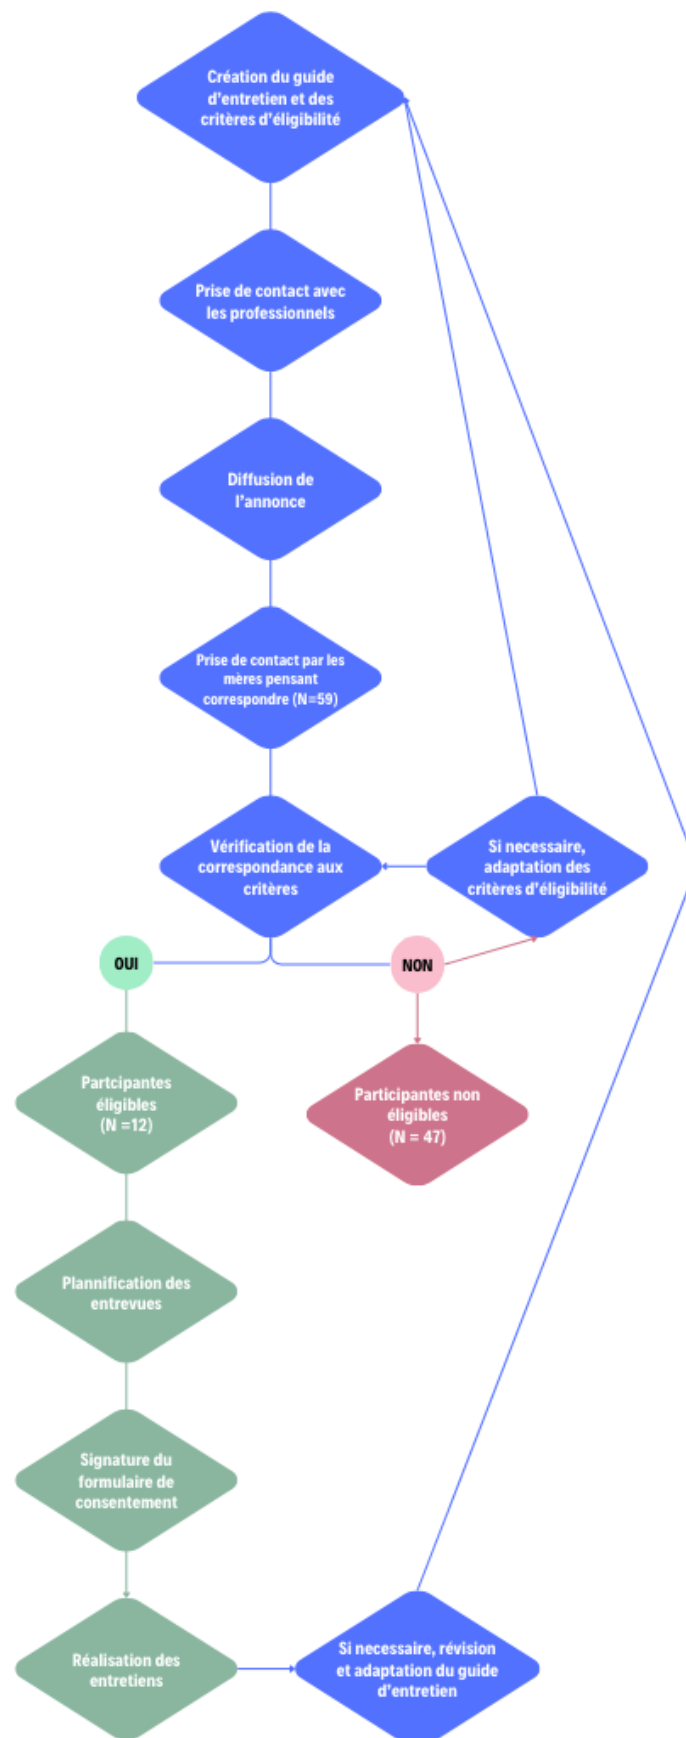 Création du guide
d'entretien et des
critères d'éligibilité
Prise de contact avec
les professionnels
Diffusion de
l'annonce
Prise de contact par les
mères pensant
correspondre (N=59)
Vérification de la
correspondance aux
critères
Si necessaire,
adaptation des
critères d'éligibilité
OUI
NON
Partcipantes
éligibles
(N =12)
Participantes non
éligibles
(N = 47)
Plannification des
entrevues
Signature du
formulaire de
consentement
Réalisation des
entretiens
Si necessaire, révision
et adaptation du guide
d'entretien